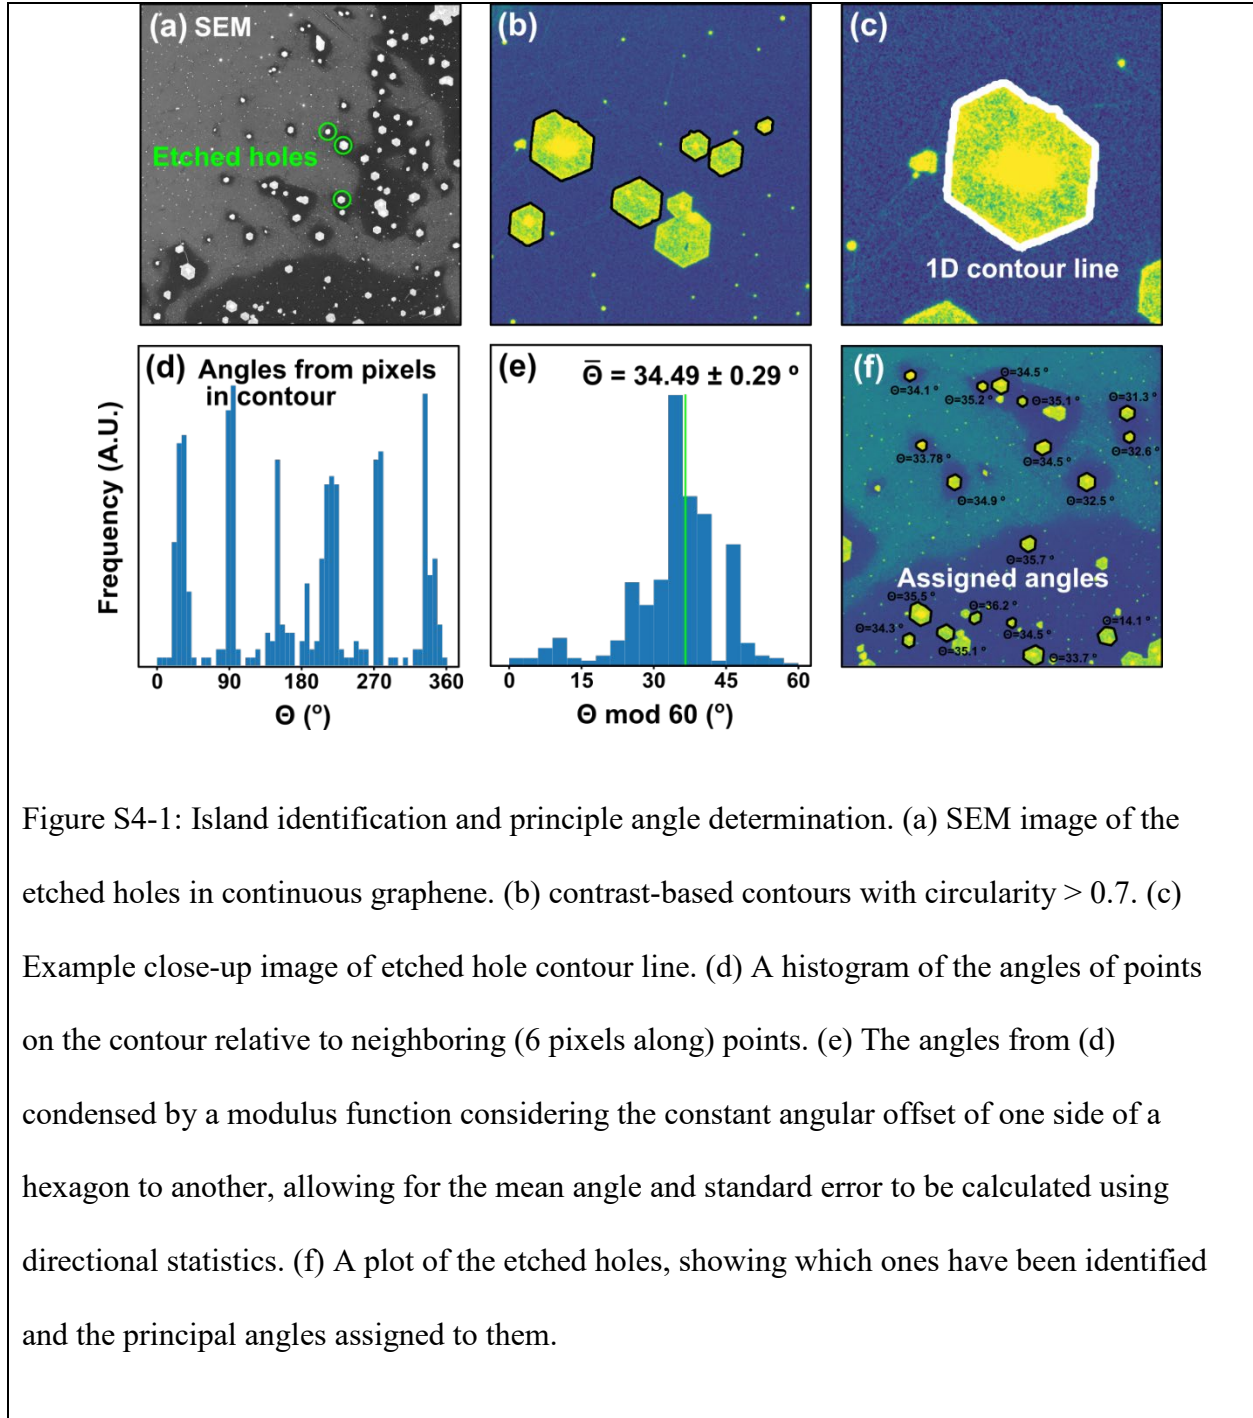 (a) SEM
Etched holes
(b)
(c)
1D contour line
(d) Angles from pixels
in contour
Frequency (A.U.)
0 90 180 270 360
Θ (°)
(e)
Θ̄ = 34.49 ± 0.29 °
0 15 30 45 60
Θ mod 60 (°)
(f)
Θ=34.5 °
Θ=34.1 °
Θ=35.2 °
Θ=35.1 °
Θ=31.3 °
Θ=33.78 °
Θ=34.5 °
Θ=32.6 °
Θ=34.9 °
Θ=32.5 °
Θ=35.7 °
Assigned angles
Θ=35.5 °
Θ=36.2 °
Θ=14.1 °
Θ=34.3 °
Θ=34.5 °
Θ=35.1 °
Θ=33.7 °
Figure S4-1: Island identification and principle angle determination. (a) SEM image of the
etched holes in continuous graphene. (b) contrast-based contours with circularity > 0.7. (c)
Example close-up image of etched hole contour line. (d) A histogram of the angles of points
on the contour relative to neighboring (6 pixels along) points. (e) The angles from (d)
condensed by a modulus function considering the constant angular offset of one side of a
hexagon to another, allowing for the mean angle and standard error to be calculated using
directional statistics. (f) A plot of the etched holes, showing which ones have been identified
and the principal angles assigned to them.